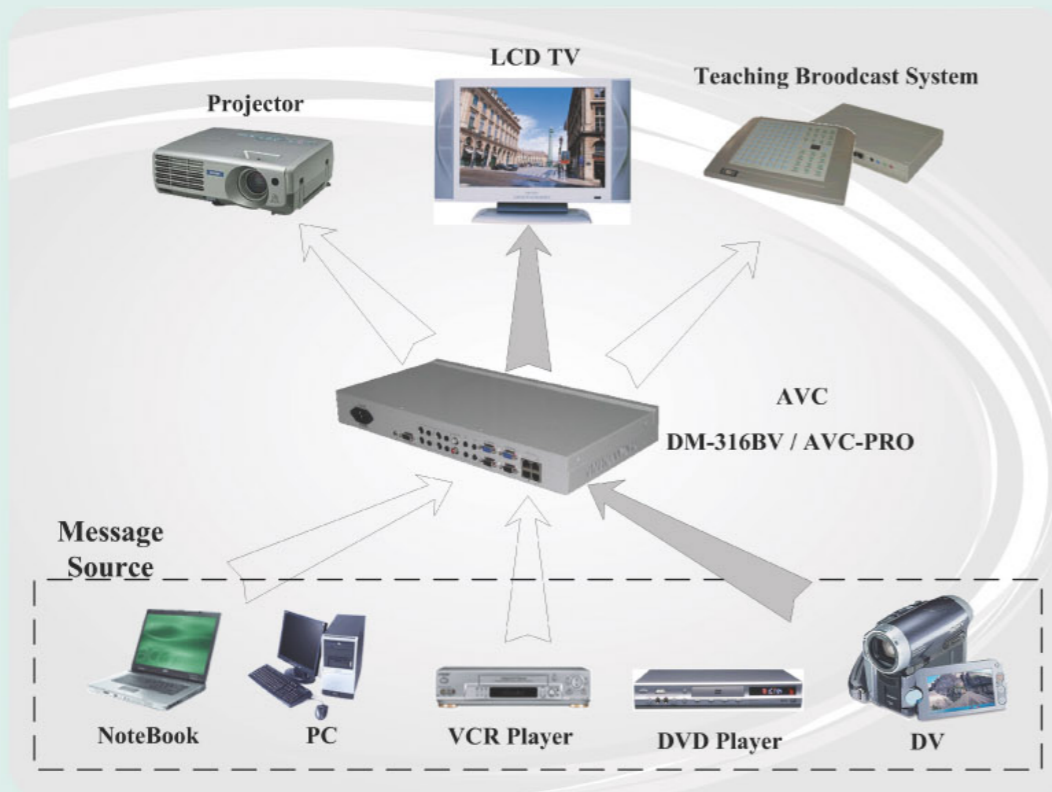 LCD TV
Teaching Broodcast System
Projector
AVC
DM-316BV / AVC-PRO
Message
Source
NoteBook
PC
VCR Player
DVD Player
DV